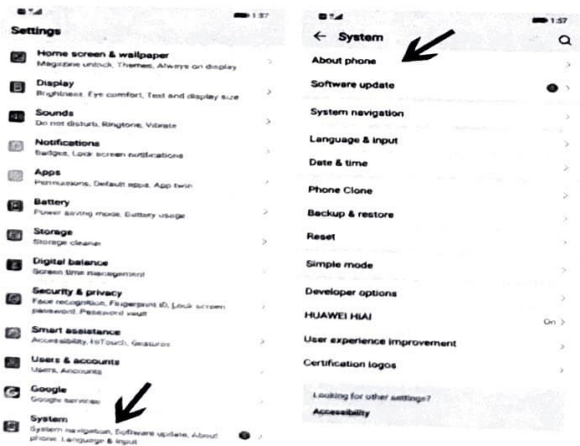 1:57
Settings
Home screen & wallpaper
Magazine unlock, Themes, Always on display
Display
Brightness, Eye comfort, Text and display size
Sounds
Do not disturb, Ringtone, Vibrate
Notifications
Badges, Lock screen notifications
Apps
Permissions, Default apps, App twin
Battery
Power saving mode, Battery usage
Storage
Storage cleaner
Digital balance
Screen time management
Security & privacy
Face recognition, Fingerprint ID, Lock screen
password, Password vault
Smart assistance
Accessibility, HiTouch, Gestures
Users & accounts
Users, Accounts
Google
Google services
System
System navigation, Software update, About
phone, Language & input
1:57
System
About phone
Software update
System navigation
Language & input
Date & time
Phone Clone
Backup & restore
Reset
Simple mode
Developer options
HUAWEI HiAI
On
User experience improvement
Certification logos
Looking for other settings?
Accessibility